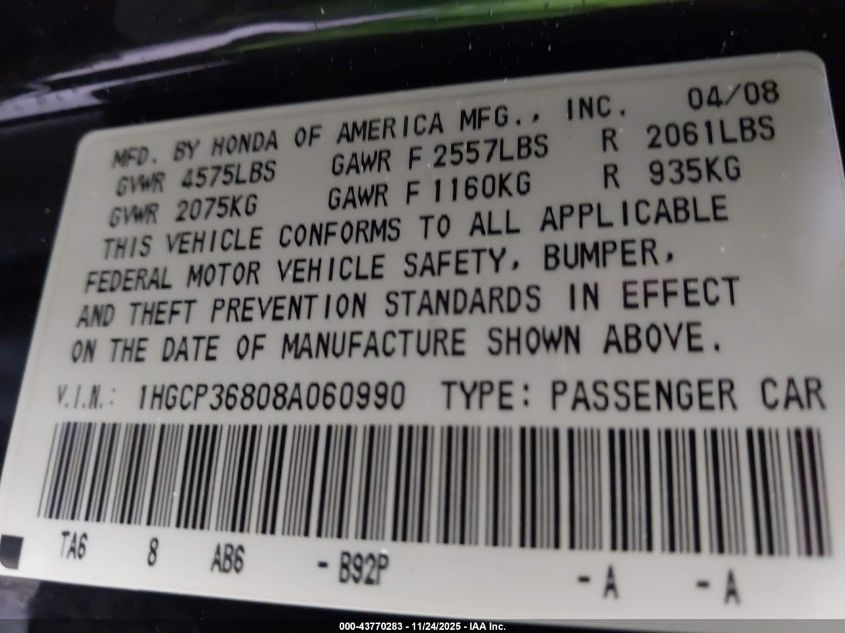 MFD. BY HONDA OF AMERICA MFG., INC. 04/08
GVWR 4575LBS GAWR F 2557LBS R 2061LBS
GVWR 2075KG GAWR F 1160KG R 935KG
THIS VEHICLE CONFORMS TO ALL APPLICABLE
FEDERAL MOTOR VEHICLE SAFETY, BUMPER,
AND THEFT PREVENTION STANDARDS IN EFFECT
ON THE DATE OF MANUFACTURE SHOWN ABOVE.
V.I.N.: 1HGCP36808A060990 TYPE: PASSENGER CAR
TA6 8 AB6 - B92P - A - A
000-43770283 - 11/24/2025 - IAA Inc.